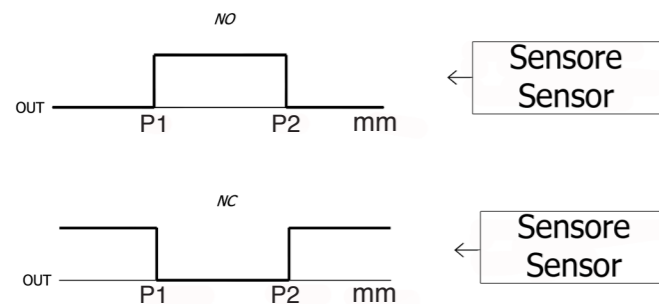 NO
Sensore
Sensor
OUT
P1 P2 mm
NC
Sensore
Sensor
OUT
P1 P2 mm